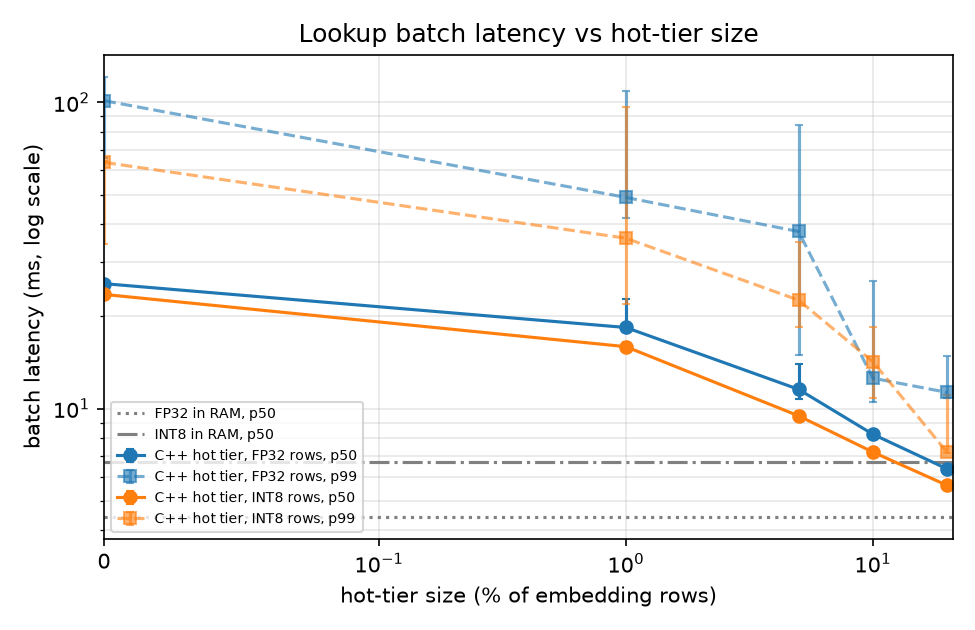 Lookup batch latency vs hot-tier size
batch latency (ms, log scale)
10²
10¹
FP32 in RAM, p50
INT8 in RAM, p50
C++ hot tier, FP32 rows, p50
C++ hot tier, FP32 rows, p99
C++ hot tier, INT8 rows, p50
C++ hot tier, INT8 rows, p99
0 10⁻¹ 10⁰ 10¹
hot-tier size (% of embedding rows)